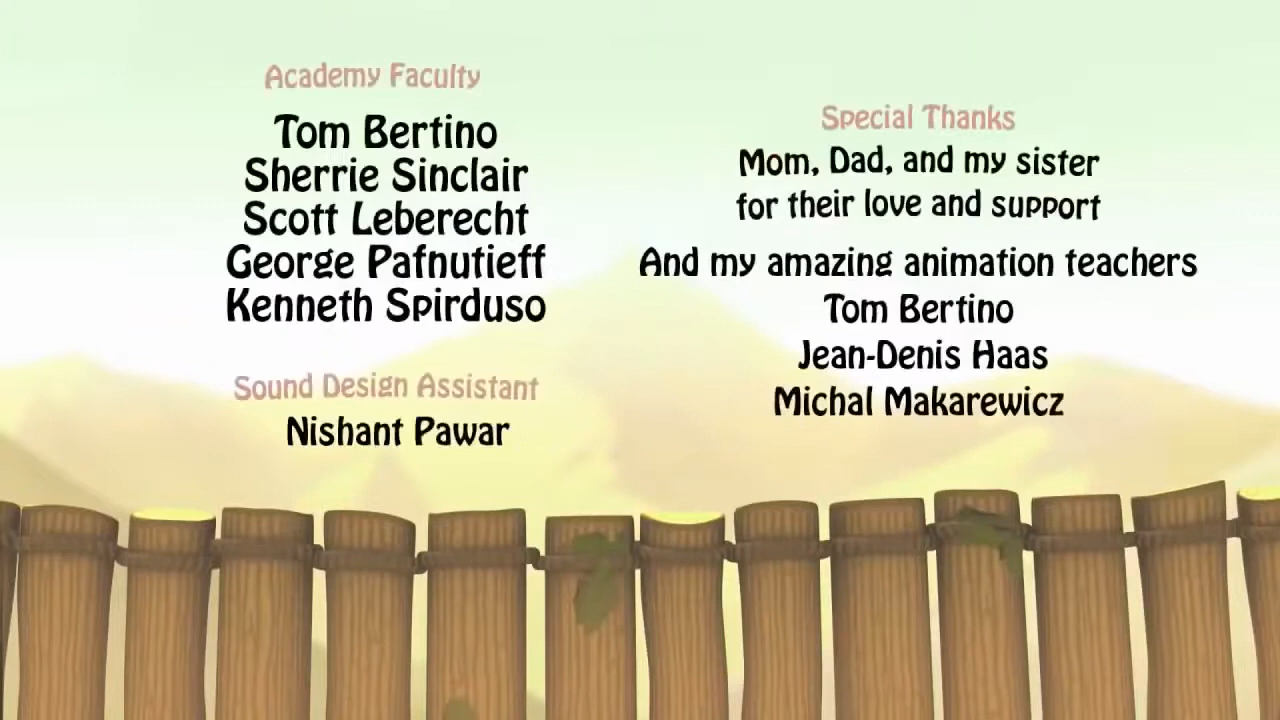 Academy Faculty
Tom Bertino
Sherrie Sinclair
Scott Leberecht
George Pafnutieff
Kenneth Spirduso
Sound Design Assistant
Nishant Pawar
Special Thanks
Mom, Dad, and my sister
for their love and support
And my amazing animation teachers
Tom Bertino
Jean-Denis Haas
Michal Makarewicz